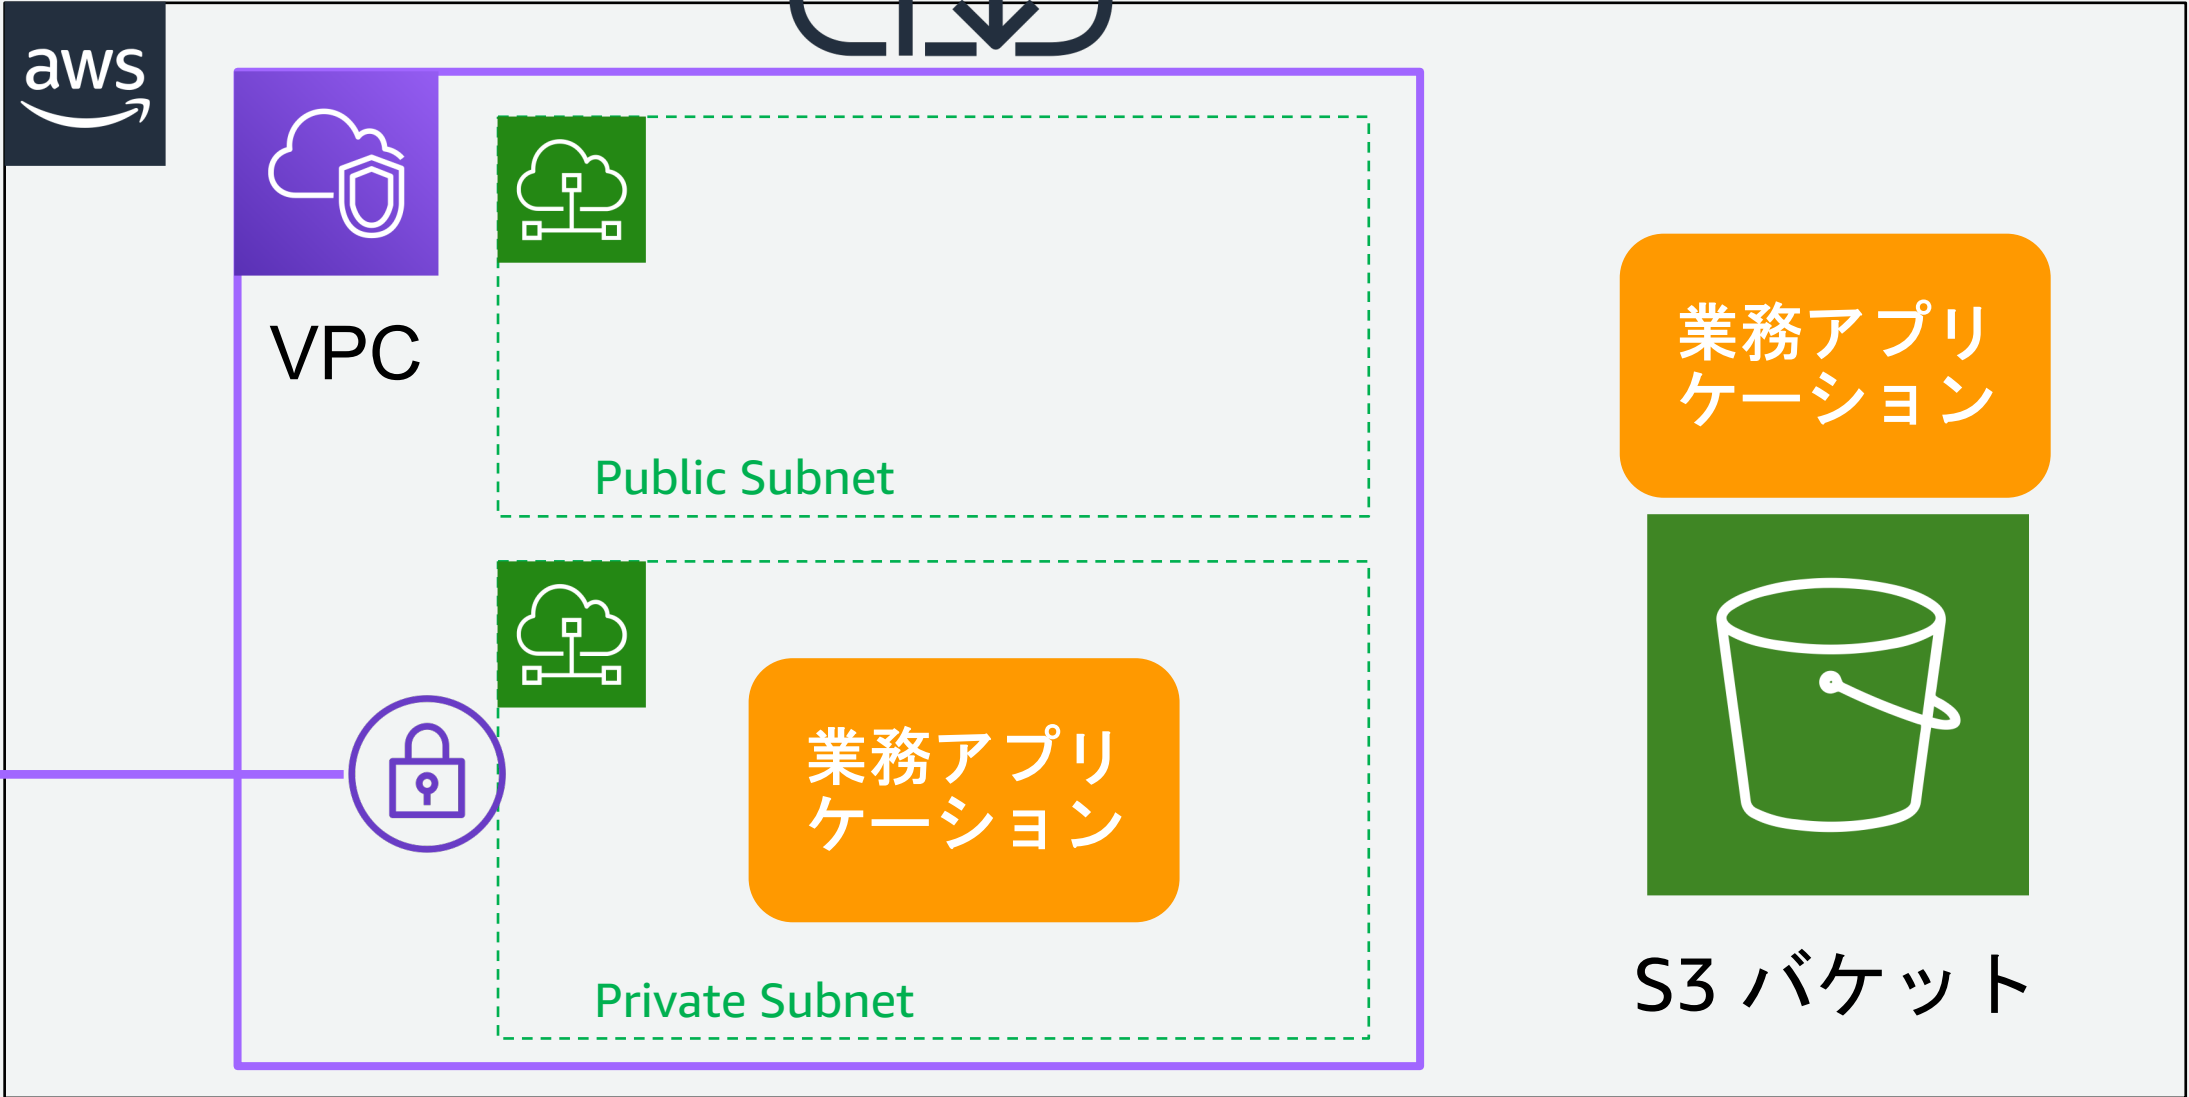 aws
VPC
Public Subnet
業務アプリ
ケーション
業務アプリ
ケーション
Private Subnet
S3 バケット